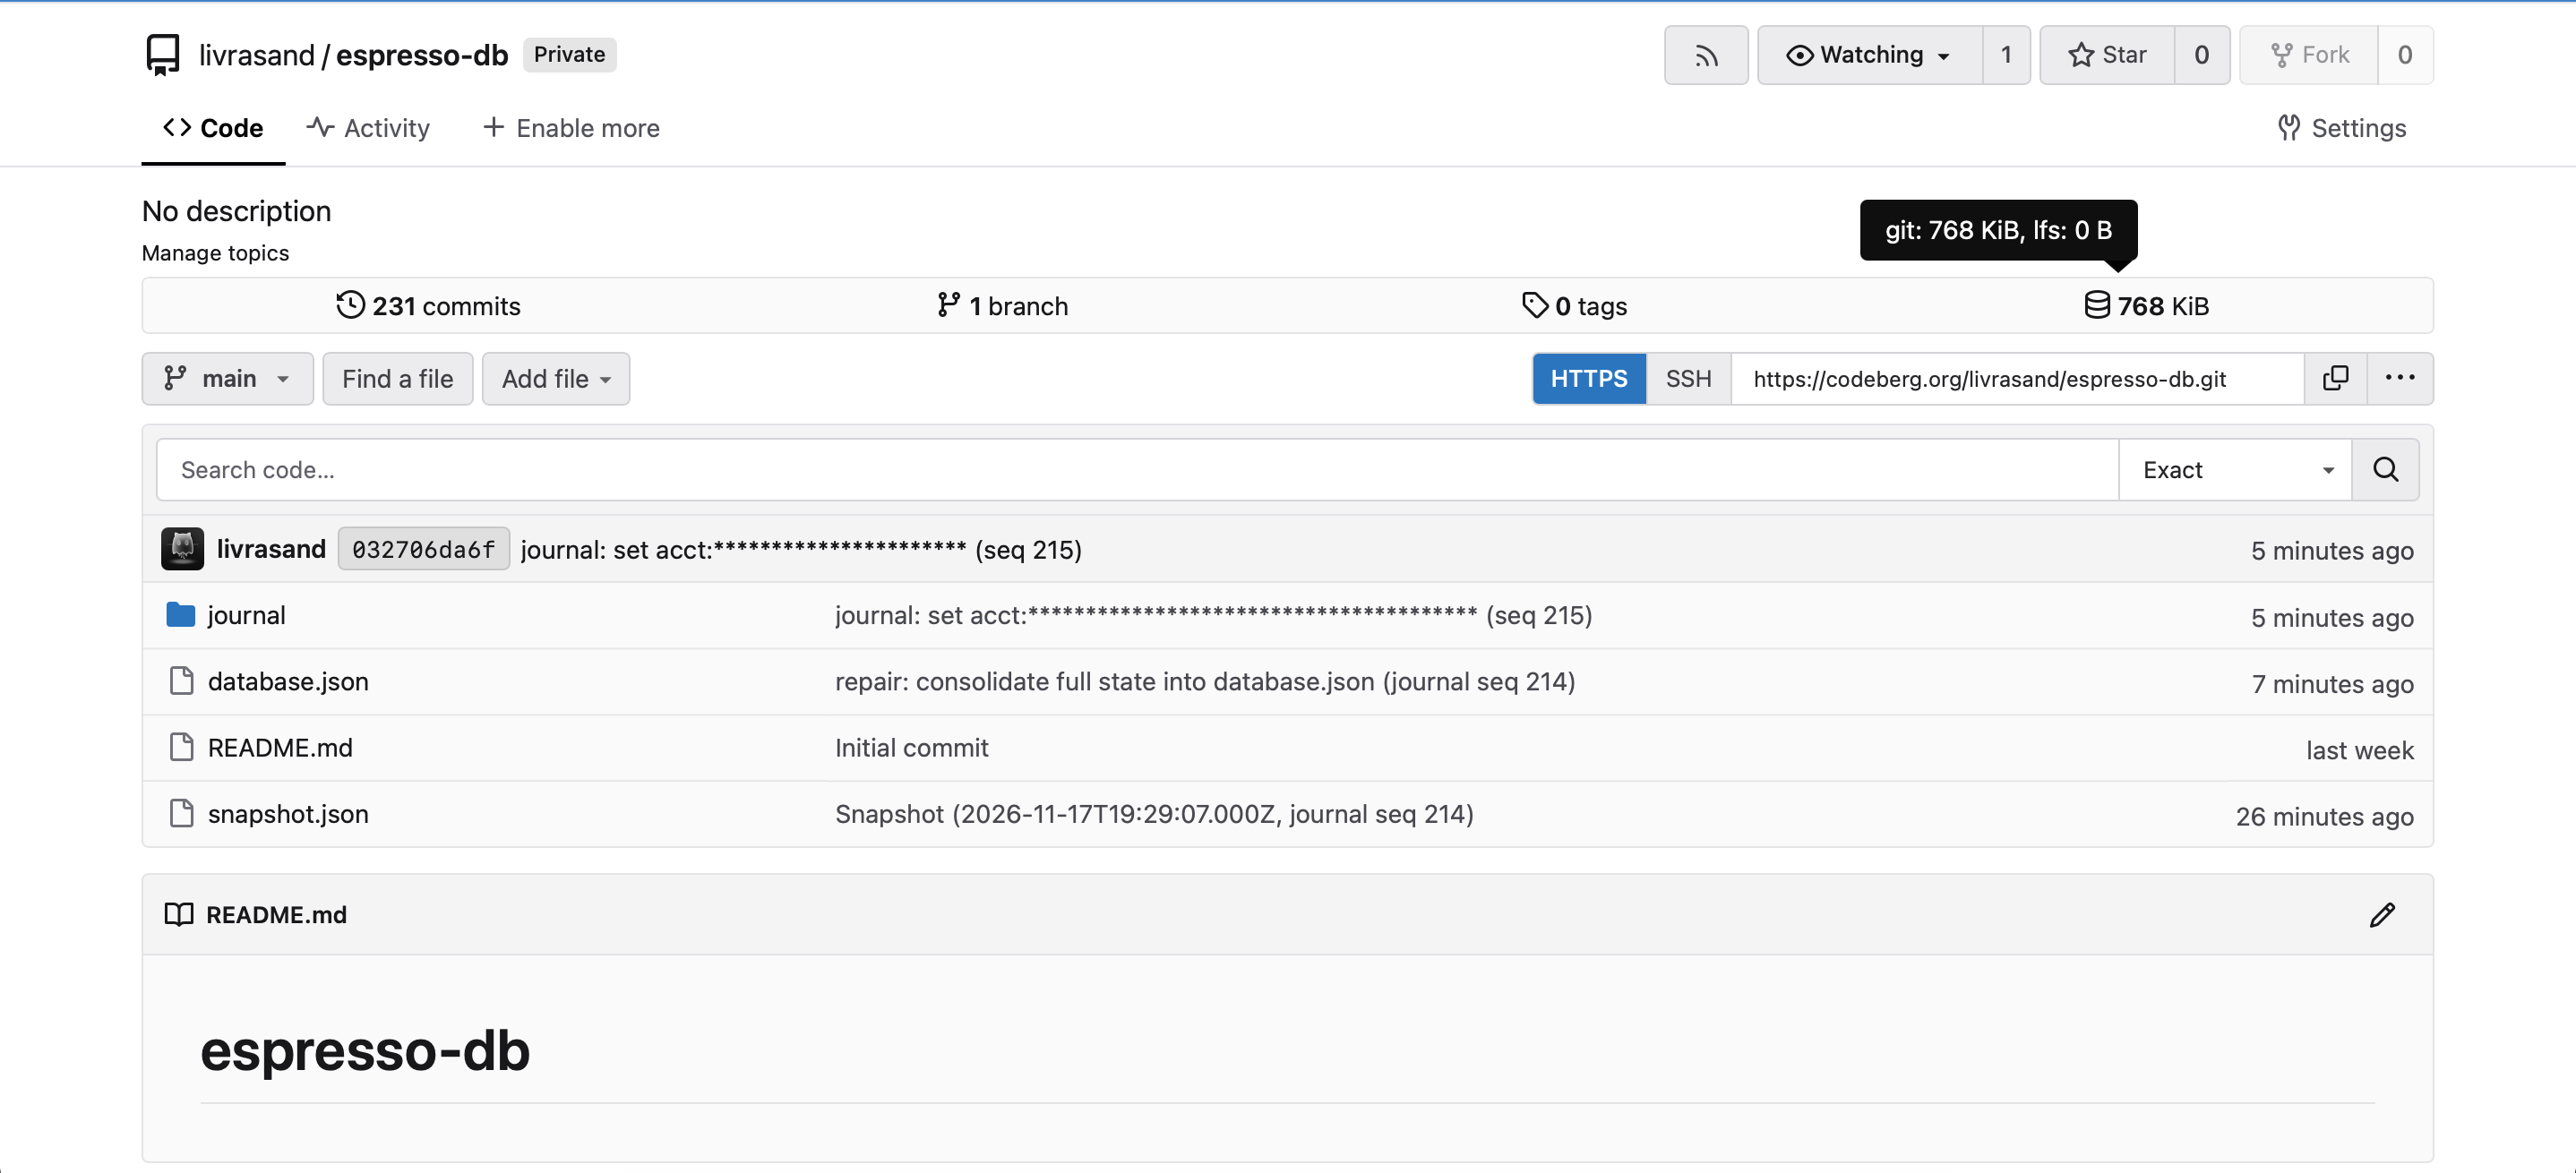 livrasand / espresso-db Private
Watching 1 Star 0 Fork 0
Code Activity Enable more Settings
No description
git: 768 KiB, lfs: 0 B
Manage topics
231 commits 1 branch 0 tags 768 KiB
main Find a file Add file HTTPS SSH https://codeberg.org/livrasand/espresso-db.git
Search code... Exact
livrasand 032706da6f journal: set acct:********************** (seq 215) 5 minutes ago
journal journal: set acct:*************************************** (seq 215) 5 minutes ago
database.json repair: consolidate full state into database.json (journal seq 214) 7 minutes ago
README.md Initial commit last week
snapshot.json Snapshot (2026-11-17T19:29:07.000Z, journal seq 214) 26 minutes ago
README.md
espresso-db